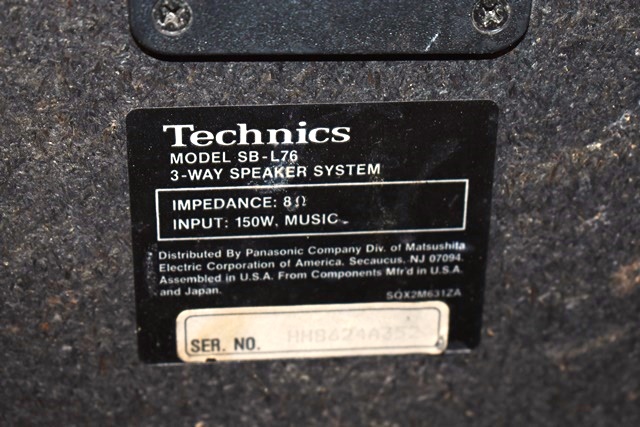 Technics
MODEL SB-L76
3-WAY SPEAKER SYSTEM
IMPEDANCE: 8Ω
INPUT: 150W, MUSIC
Distributed By Panasonic Company Div. of Matsushita
Electric Corporation of America, Secaucus, NJ 07094.
Assembled in U.S.A. From Components Mfr'd in U.S.A.
and Japan.
SQX2M631ZA
SER. NO.